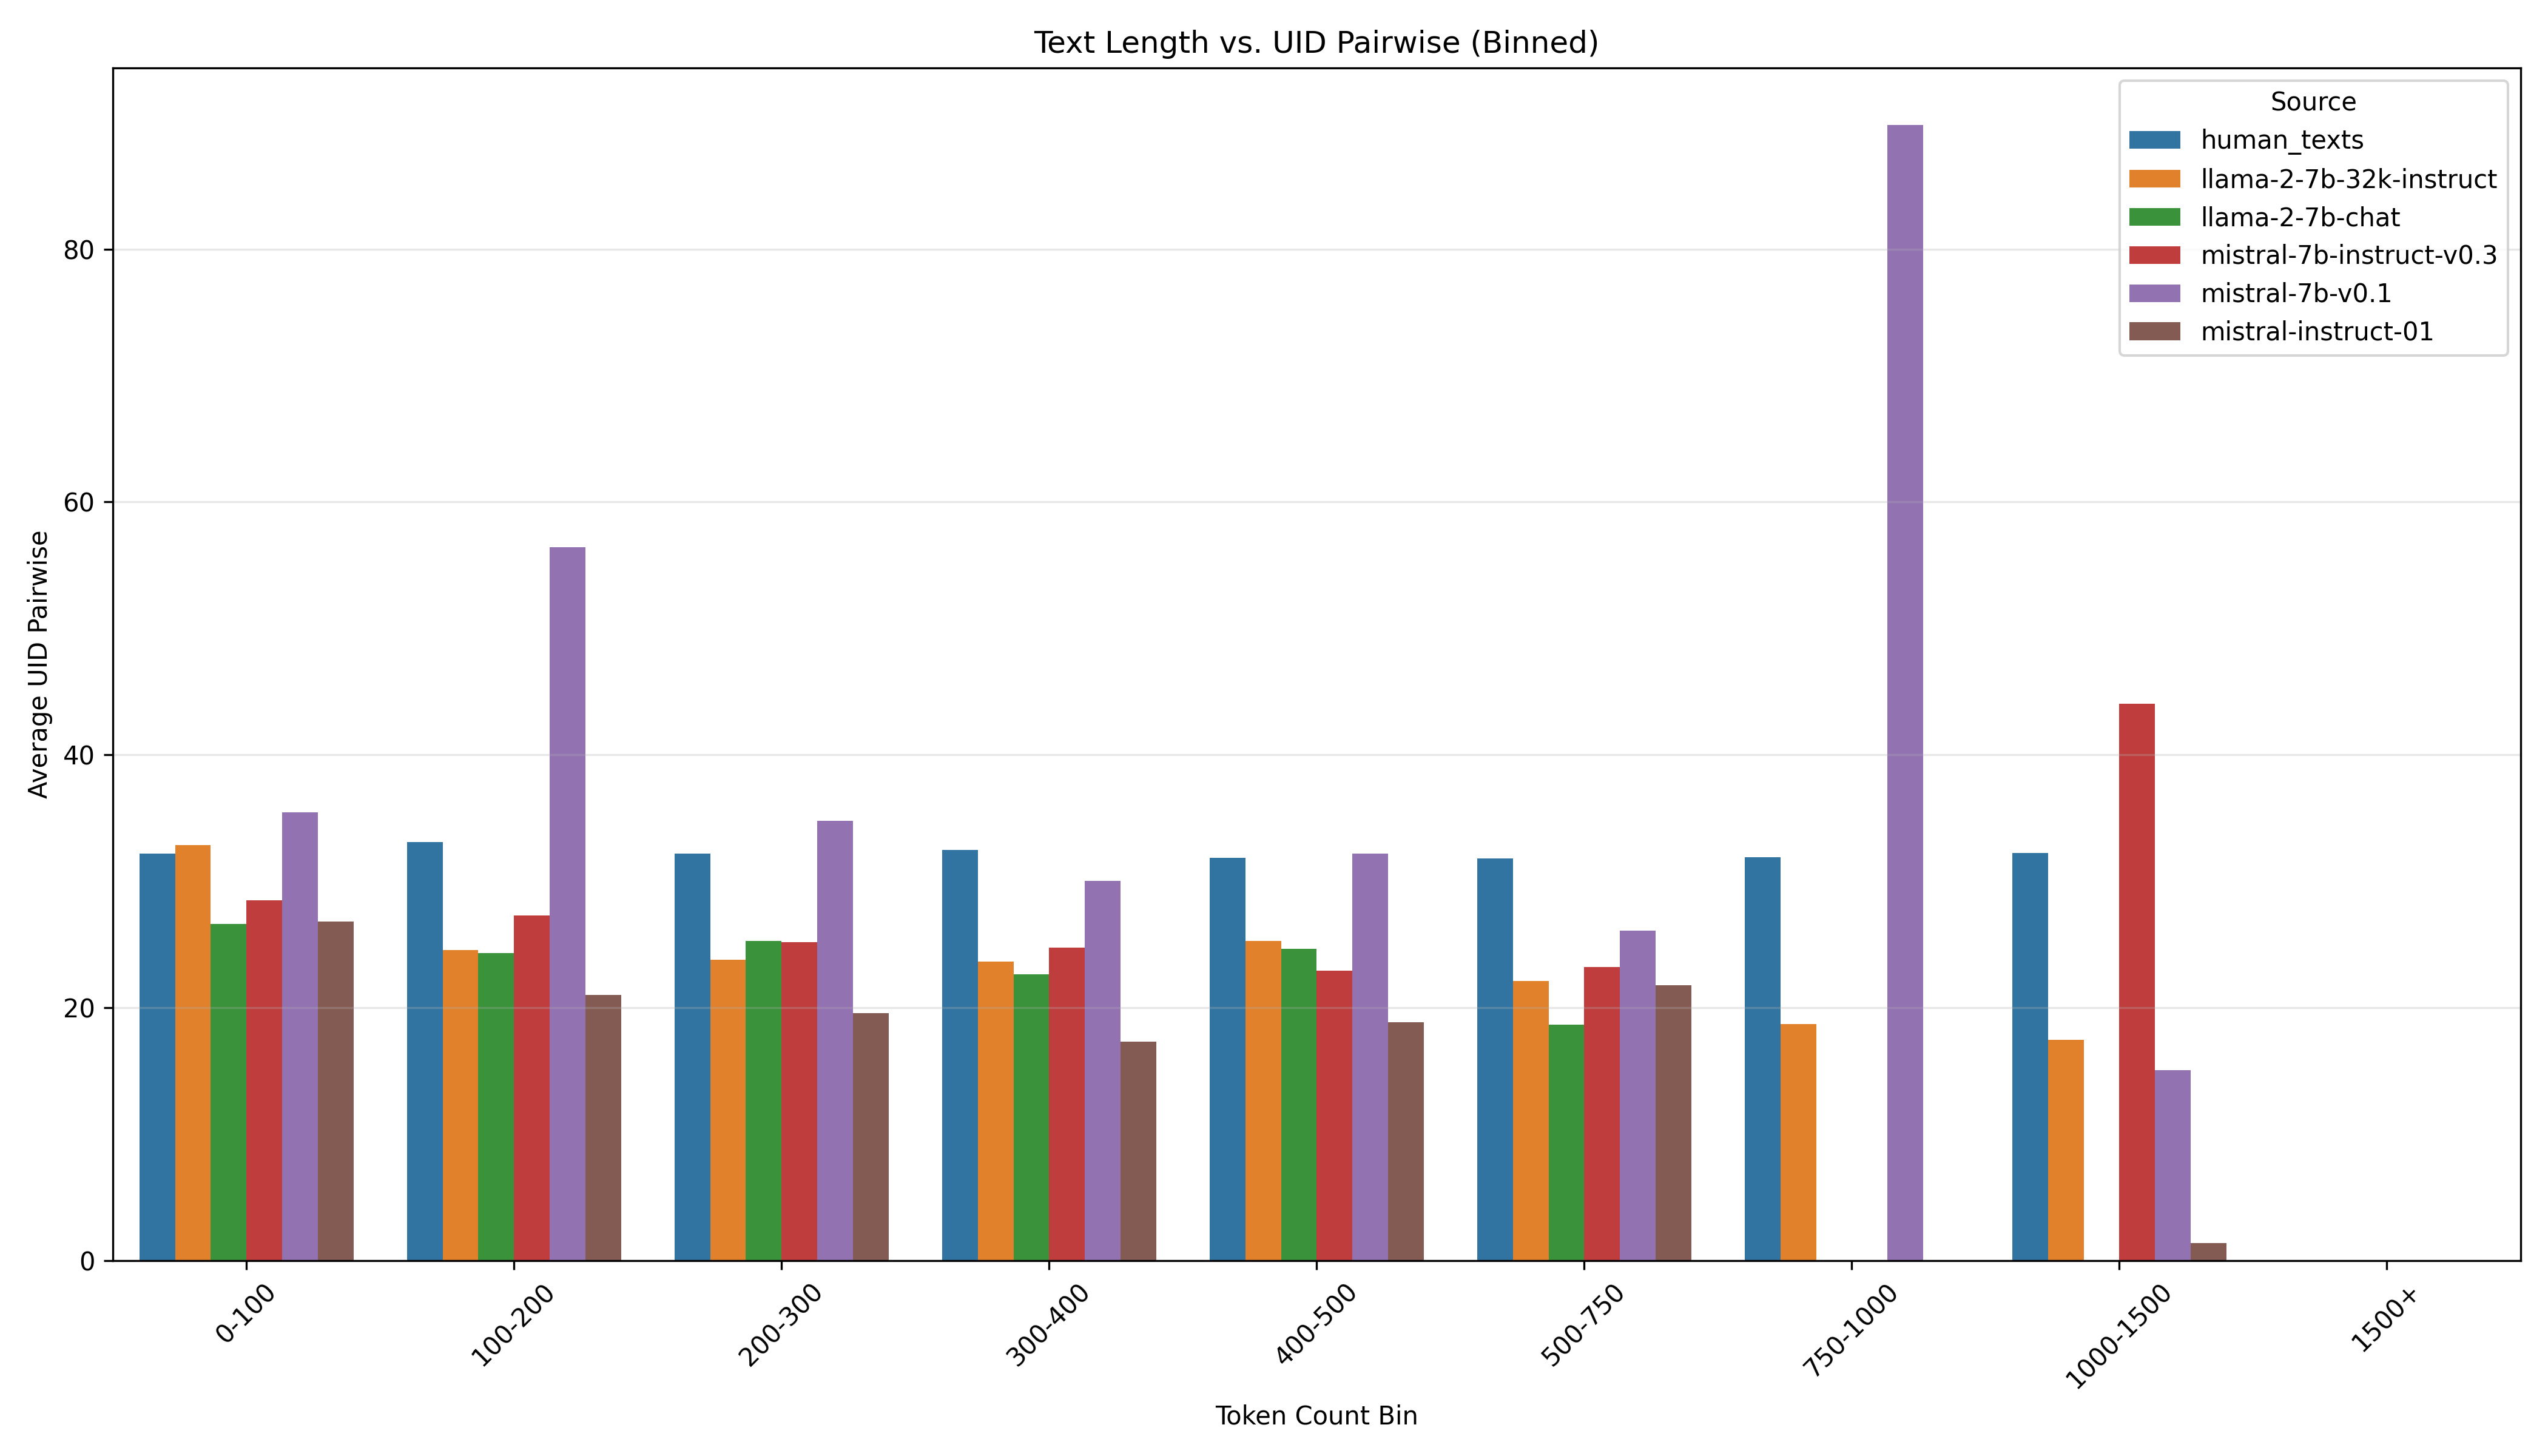 Text Length vs. UID Pairwise (Binned)
Source
human_texts
llama-2-7b-32k-instruct
llama-2-7b-chat
mistral-7b-instruct-v0.3
mistral-7b-v0.1
mistral-instruct-01
80
60
40
20
0
Average UID Pairwise
0-100
100-200
200-300
300-400
400-500
500-750
750-1000
1000-1500
1500+
Token Count Bin